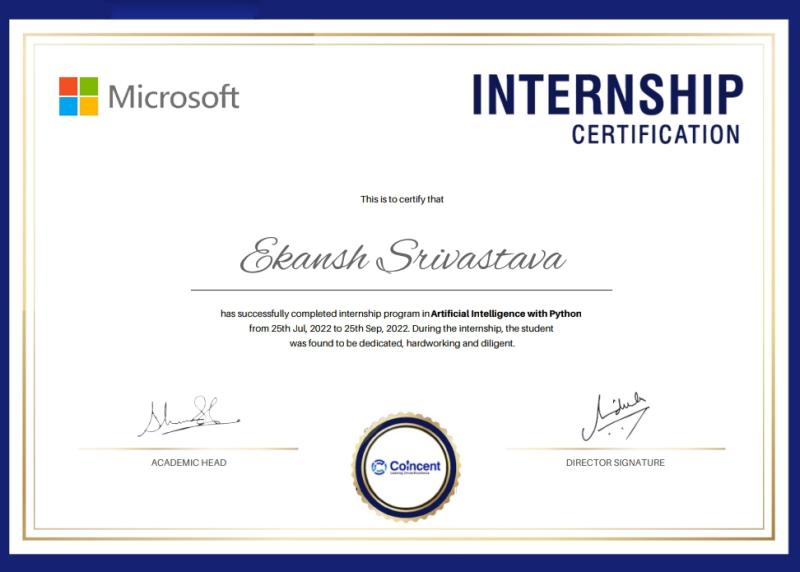 Microsoft
INTERNSHIP
CERTIFICATION
This is to certify that
Ekansh Srivastava
has successfully completed internship program in Artificial Intelligence with Python
from 25th Jul, 2022 to 25th Sep, 2022. During the internship, the student
was found to be dedicated, hardworking and diligent.
ACADEMIC HEAD
Coincent
DIRECTOR SIGNATURE